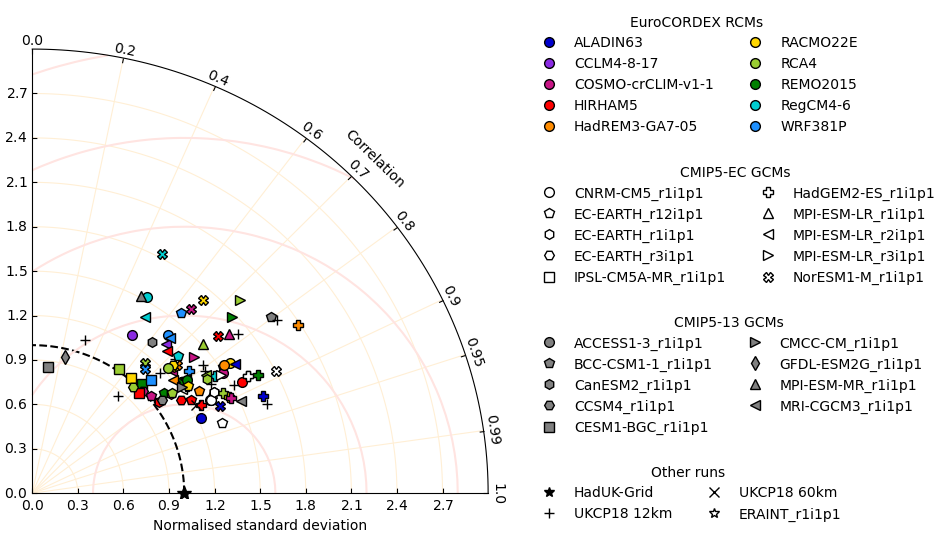 0.0
0.2
0.4
0.6
Correlation
0.7
0.8
0.9
0.95
0.99
1.0
2.7
2.4
2.1
1.8
1.5
1.2
0.9
0.6
0.3
0.0
0.0 0.3 0.6 0.9 1.2 1.5 1.8 2.1 2.4 2.7
Normalised standard deviation
EuroCORDEX RCMs
ALADIN63 RACMO22E
CCLM4-8-17 RCA4
COSMO-crCLIM-v1-1 REMO2015
HIRHAM5 RegCM4-6
HadREM3-GA7-05 WRF381P
CMIP5-EC GCMs
CNRM-CM5_r1i1p1 HadGEM2-ES_r1i1p1
EC-EARTH_r12i1p1 MPI-ESM-LR_r1i1p1
EC-EARTH_r1i1p1 MPI-ESM-LR_r2i1p1
EC-EARTH_r3i1p1 MPI-ESM-LR_r3i1p1
IPSL-CM5A-MR_r1i1p1 NorESM1-M_r1i1p1
CMIP5-13 GCMs
ACCESS1-3_r1i1p1 CMCC-CM_r1i1p1
BCC-CSM1-1_r1i1p1 GFDL-ESM2G_r1i1p1
CanESM2_r1i1p1 MPI-ESM-MR_r1i1p1
CCSM4_r1i1p1 MRI-CGCM3_r1i1p1
CESM1-BGC_r1i1p1
Other runs
HadUK-Grid UKCP18 60km
UKCP18 12km ERAINT_r1i1p1